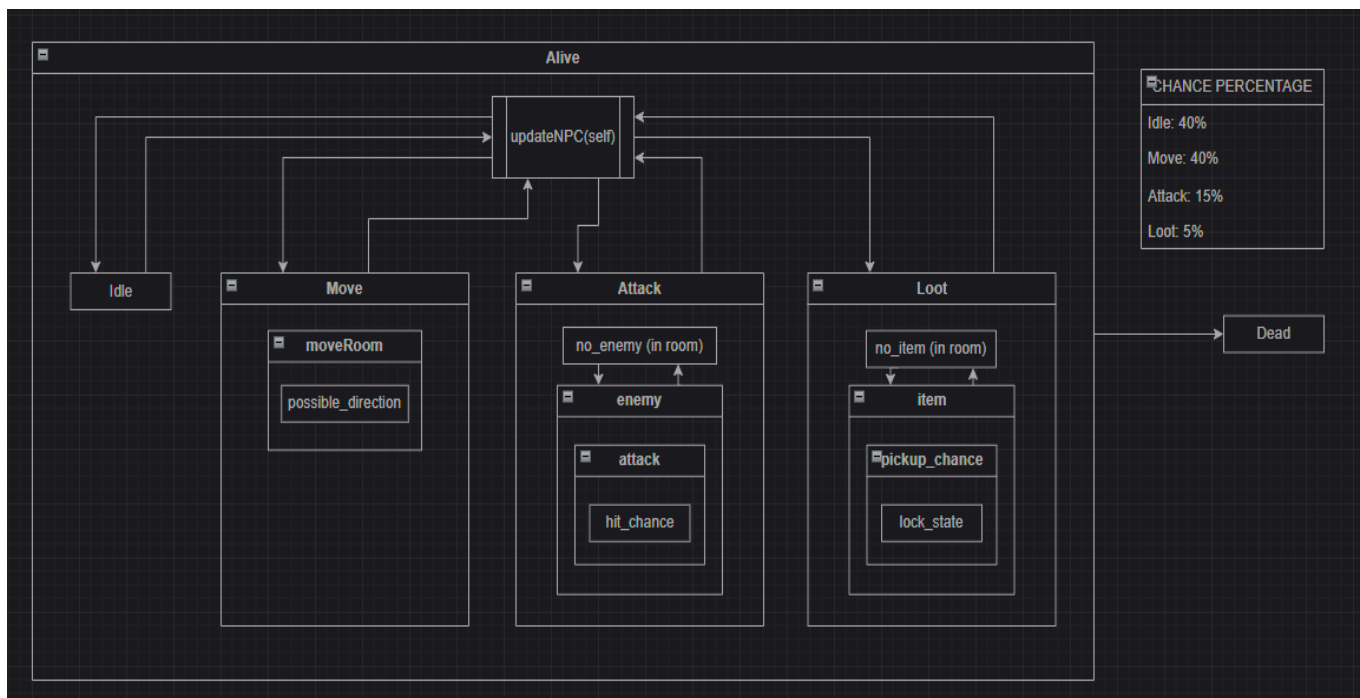 Alive
CHANCE PERCENTAGE
Idle: 40%
Move: 40%
Attack: 15%
Loot: 5%
updateNPC(self)
Idle
Move
moveRoom
possible_direction
Attack
no_enemy (in room)
enemy
attack
hit_chance
Loot
no_item (in room)
item
pickup_chance
lock_state
Dead